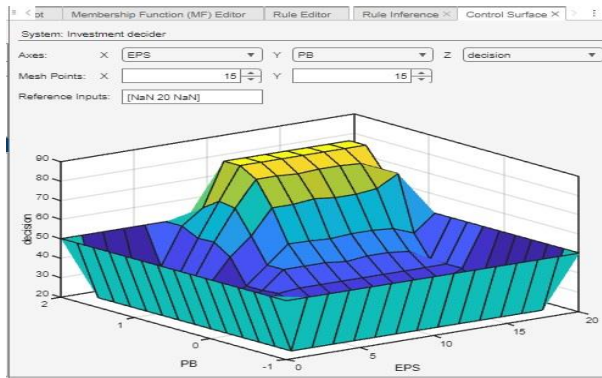 ot Membership Function (MF) Editor Rule Editor Rule Inference × Control Surface ×
System: Investment decider
Axes: X EPS Y PB Z decision
Mesh Points: X 15 Y 15
Reference Inputs: [NaN 20 NaN]
90
80
70
60
50
40
30
20
decision
2
1
0
-1
PB
0
5
10
15
20
EPS